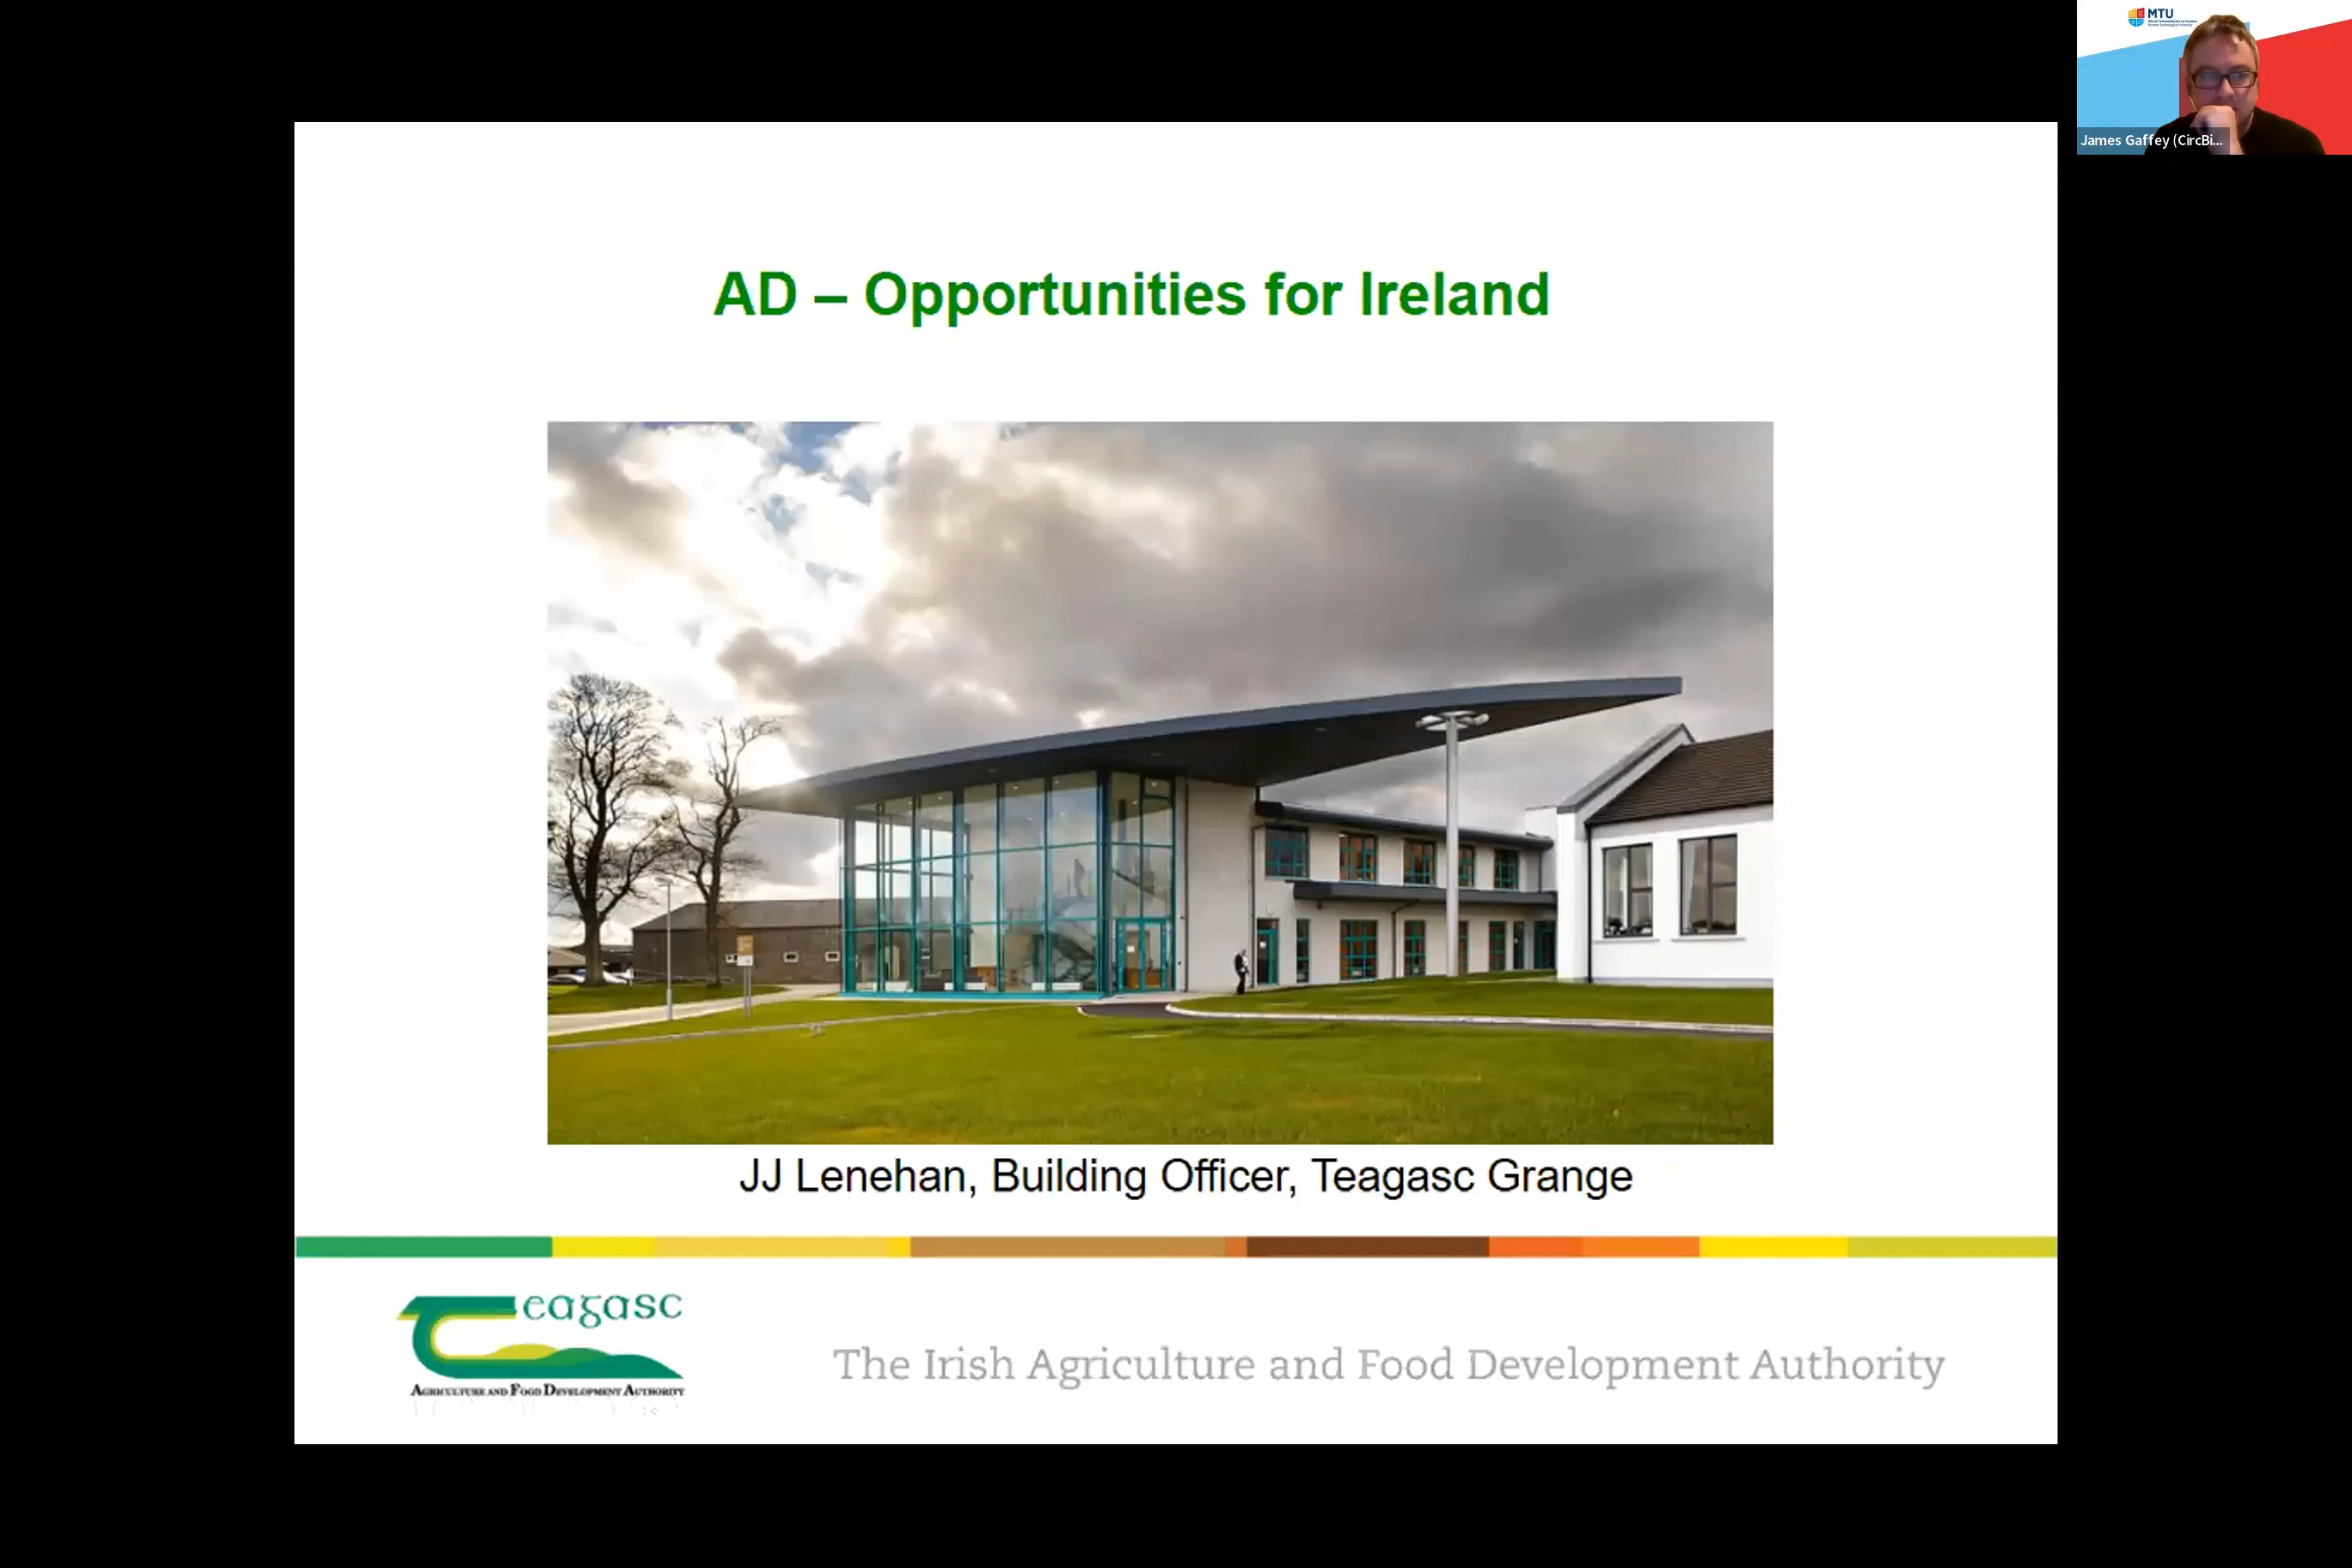 MTU
James Gaffey (CircBi...
AD – Opportunities for Ireland
JJ Lenehan, Building Officer, Teagasc Grange
Teagasc
AGRICULTURE AND FOOD DEVELOPMENT AUTHORITY
The Irish Agriculture and Food Development Authority